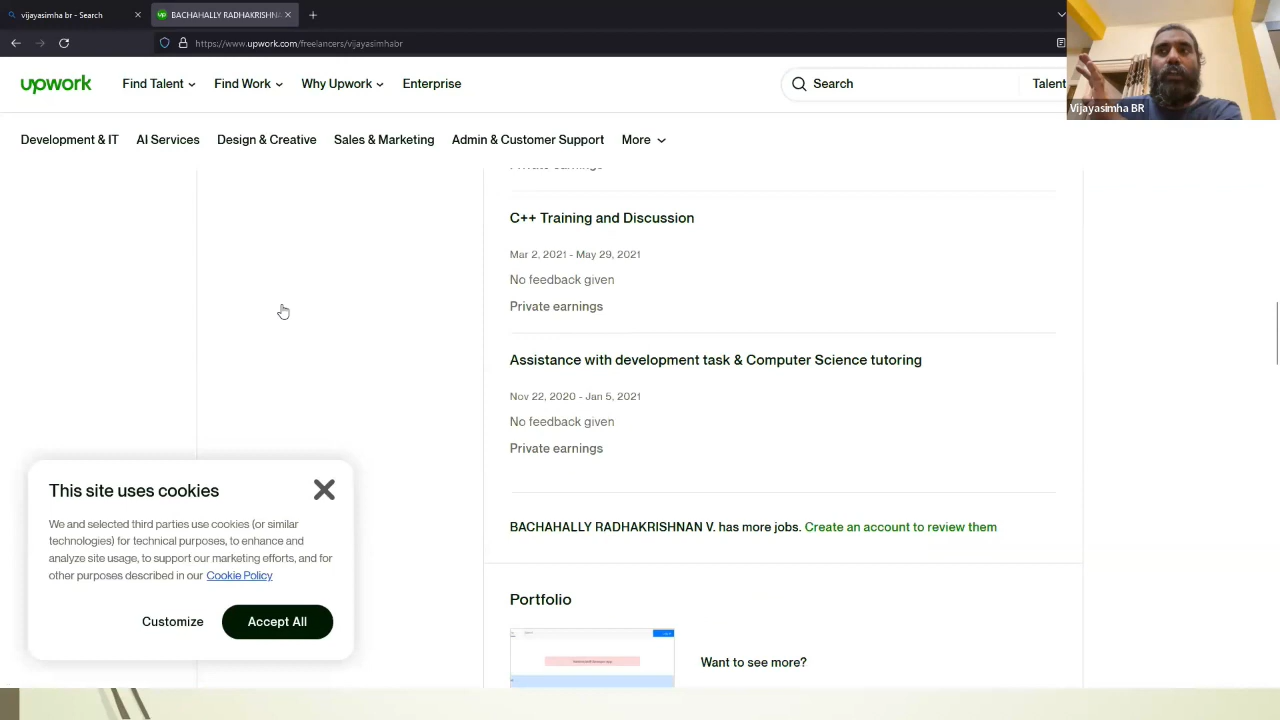 vijayasimha br - Search
up BACHAHALLY RADHAKRISHNA
https://www.upwork.com/freelancers/vijayasimhabr
upwork
Find Talent
Find Work
Why Upwork
Enterprise
Search
Talent
Vijayasimha BR
Development & IT
AI Services
Design & Creative
Sales & Marketing
Admin & Customer Support
More
Private earnings
C++ Training and Discussion
Mar 2, 2021 - May 29, 2021
No feedback given
Private earnings
Assistance with development task & Computer Science tutoring
Nov 22, 2020 - Jan 5, 2021
No feedback given
Private earnings
BACHAHALLY RADHAKRISHNAN V. has more jobs. Create an account to review them
Portfolio
Want to see more?
This site uses cookies
We and selected third parties use cookies (or similar
technologies) for technical purposes, to enhance and
analyze site usage, to support our marketing efforts, and for
other purposes described in our Cookie Policy
Customize
Accept All